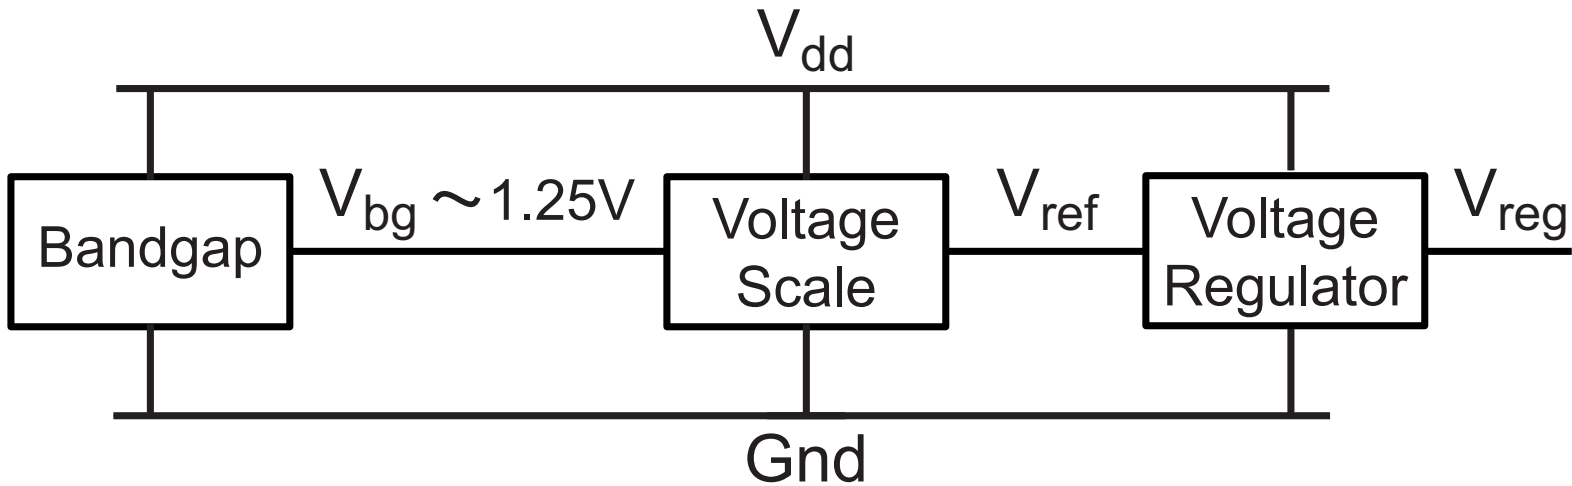 Vdd
Bandgap
Vbg ~1.25V
Voltage
Scale
Vref
Voltage
Regulator
Vreg
Gnd